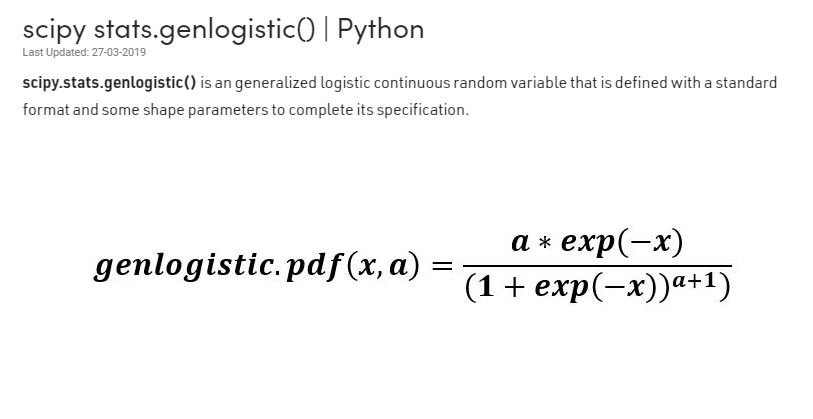 scipy stats.genlogistic() | Python
Last Updated: 27-03-2019
scipy.stats.genlogistic() is an generalized logistic continuous random variable that is defined with a standard
format and some shape parameters to complete its specification.
genlogistic.pdf(x, a) = a * exp(−x) / (1 + exp(−x))^{a+1})